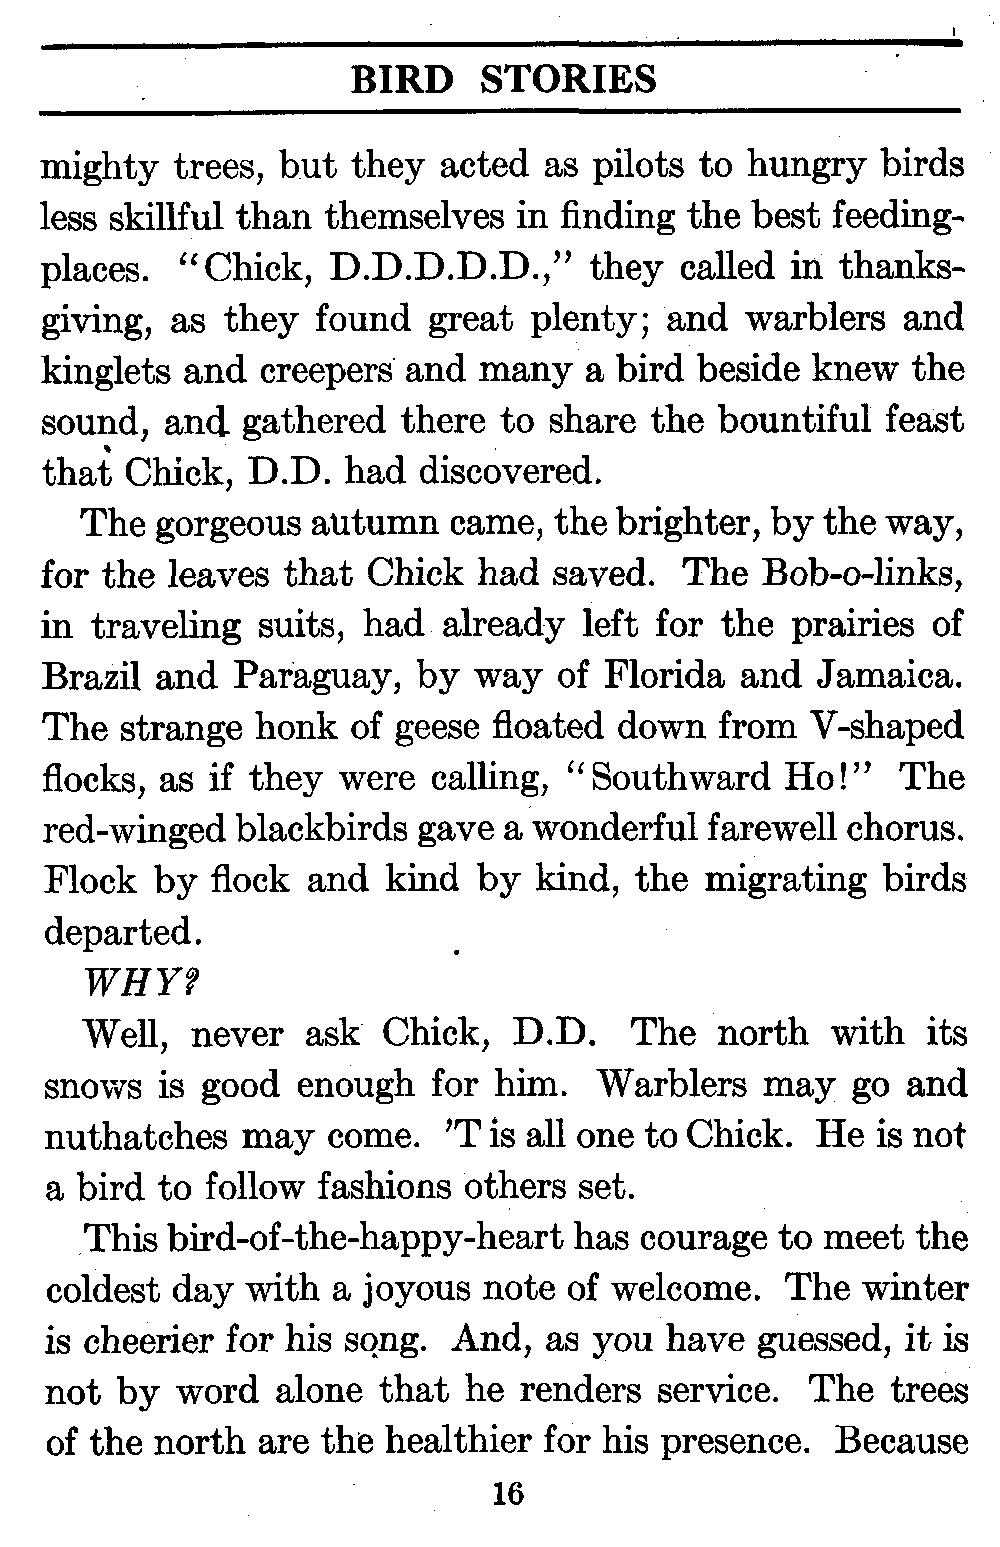 BIRD STORIES
mighty trees, but they acted as pilots to hungry birds
less skillful than themselves in finding the best feeding-
places. “Chick, D.D.D.D.D.,” they called in thanks-
giving, as they found great plenty; and warblers and
kinglets and creepers and many a bird beside knew the
sound, and gathered there to share the bountiful feast
that Chick, D.D. had discovered.
The gorgeous autumn came, the brighter, by the way,
for the leaves that Chick had saved. The Bob-o-links,
in traveling suits, had already left for the prairies of
Brazil and Paraguay, by way of Florida and Jamaica.
The strange honk of geese floated down from V-shaped
flocks, as if they were calling, “Southward Ho!” The
red-winged blackbirds gave a wonderful farewell chorus.
Flock by flock and kind by kind, the migrating birds
departed.
WHY?
Well, never ask Chick, D.D. The north with its
snows is good enough for him. Warblers may go and
nuthatches may come. ’T is all one to Chick. He is not
a bird to follow fashions others set.
This bird-of-the-happy-heart has courage to meet the
coldest day with a joyous note of welcome. The winter
is cheerier for his song. And, as you have guessed, it is
not by word alone that he renders service. The trees
of the north are the healthier for his presence. Because
16